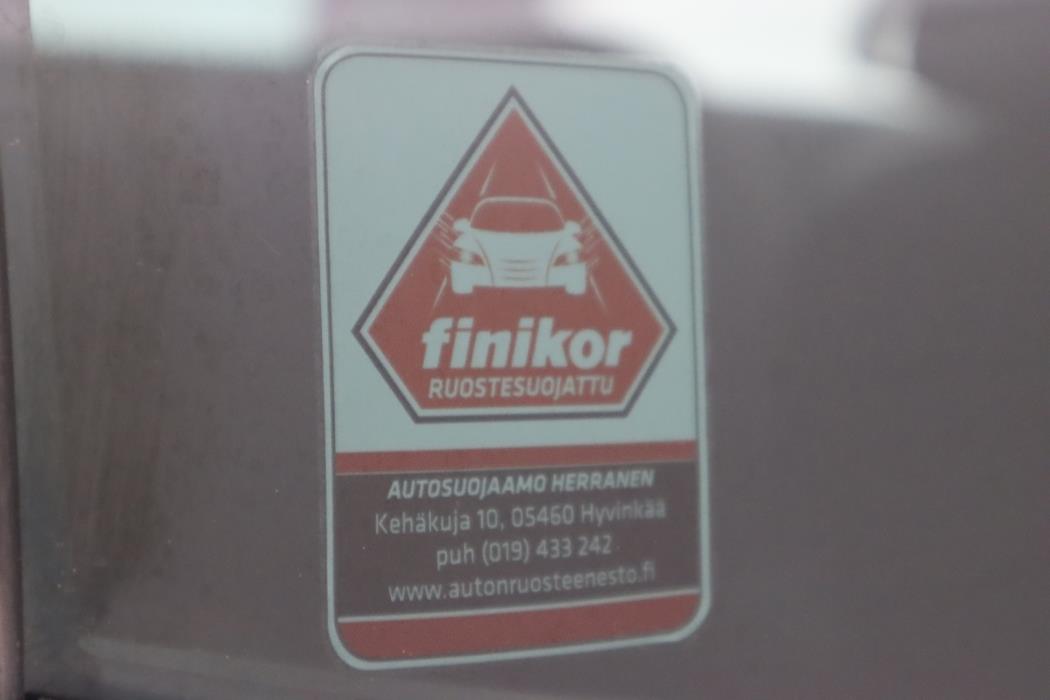 finikor
RUOSTESUOJATTU
AUTOSUOJAAMO HERRANEN
Kehäkuja 10, 05460 Hyvinkää
puh (019) 433 242
www.autonruosteenesto.fi